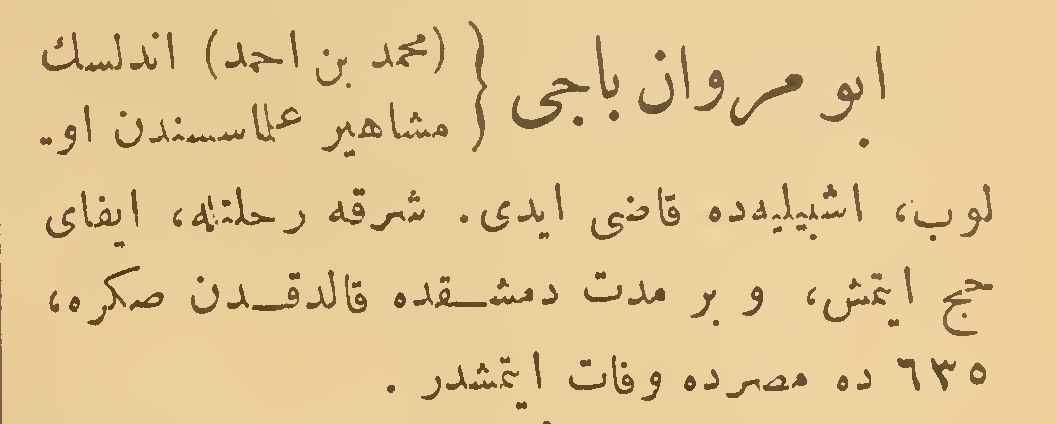 ابو مروان باجی { (محمد بن احمد) اندلسك
مشاهیر علماسندن او-
لوب، اشبیلیه‌ده قاضی ایدی. شرقه رحلتله، ایفای
حج ایتمش، و بر مدت دمشقده قالدقدن صکره،
٦٣٥ ده مصرده وفات ایتمشدر.